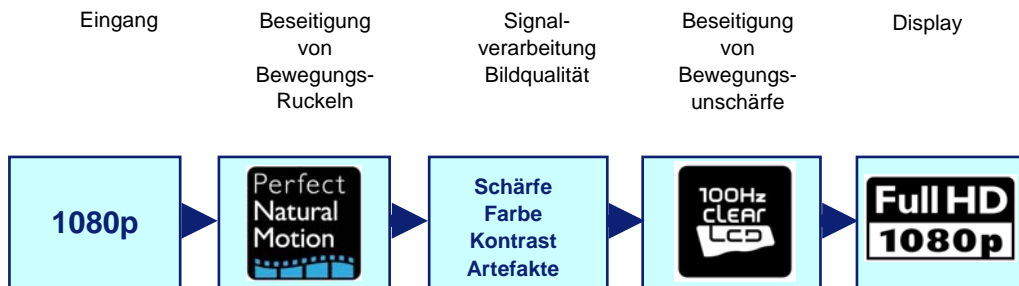 Eingang
Beseitigung
von
Bewegungs-
Ruckeln
Signal-
verarbeitung
Bildqualität
Beseitigung
von
Bewegungs-
unschärfe
Display
1080p
Perfect
Natural
Motion
Schärfe
Farbe
Kontrast
Artefakte
100Hz
cLEAr
LCD
Full HD
1080p